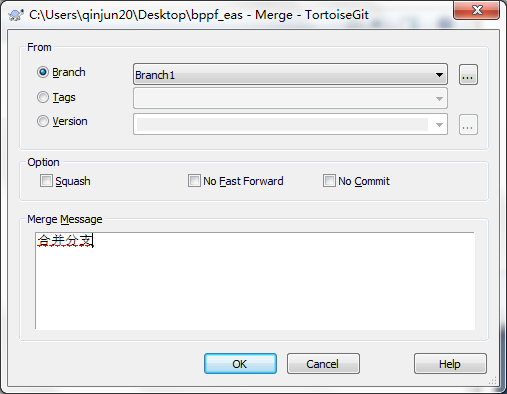 C:\Users\qinjun20\Desktop\bppf_eas - Merge - TortoiseGit
From
Branch
Branch1
...
Tags
Version
...
Option
Squash
No Fast Forward
No Commit
Merge Message
合并分支
OK
Cancel
Help